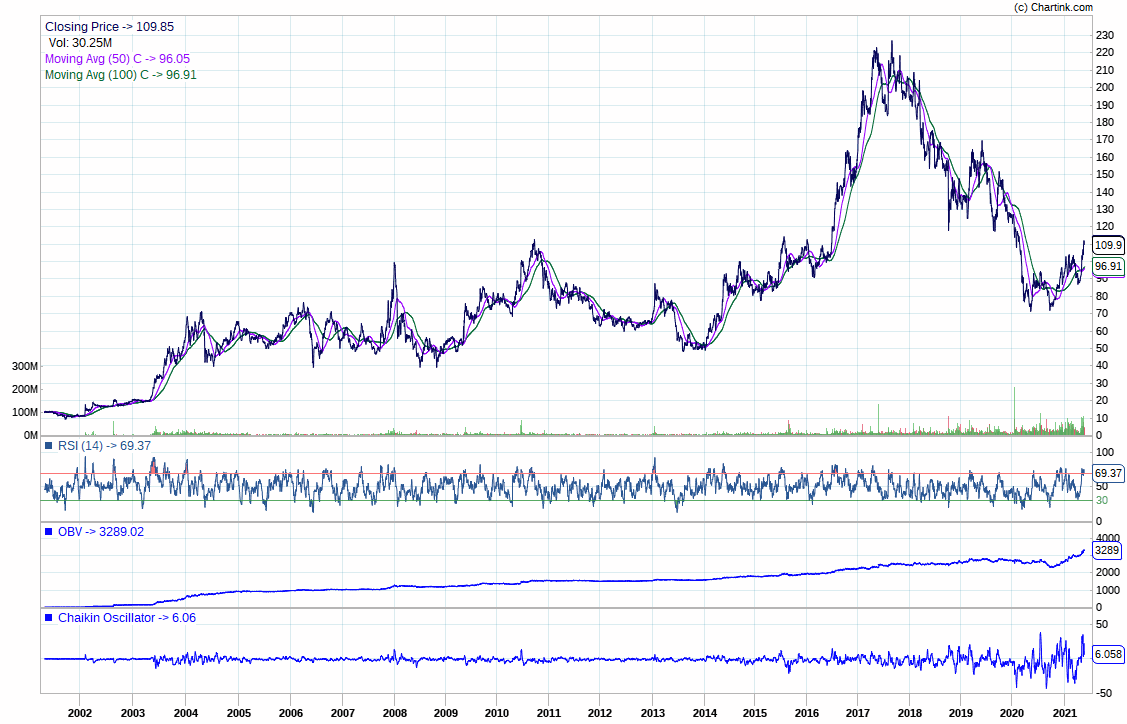 (c) Chartink.com
Closing Price -> 109.85
Vol: 30.25M
Moving Avg (50) C -> 96.05
Moving Avg (100) C -> 96.91
230
220
210
200
190
180
170
160
150
140
130
120
109.9
96.91
90
80
70
60
50
40
30
20
10
0
300M
200M
100M
0M
RSI (14) -> 69.37
100
69.37
50
30
0
OBV -> 3289.02
4000
3289
2000
1000
0
Chaikin Oscillator -> 6.06
50
6.058
-50
2002 2003 2004 2005 2006 2007 2008 2009 2010 2011 2012 2013 2014 2015 2016 2017 2018 2019 2020 2021